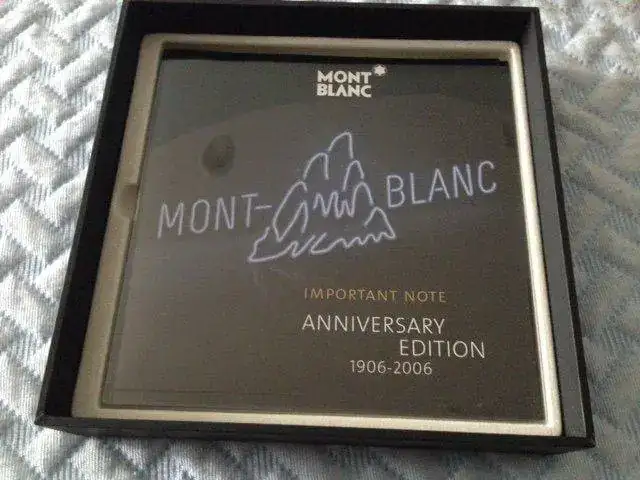 MONT
BLANC
MONT-BLANC
IMPORTANT NOTE
ANNIVERSARY
EDITION
1906-2006